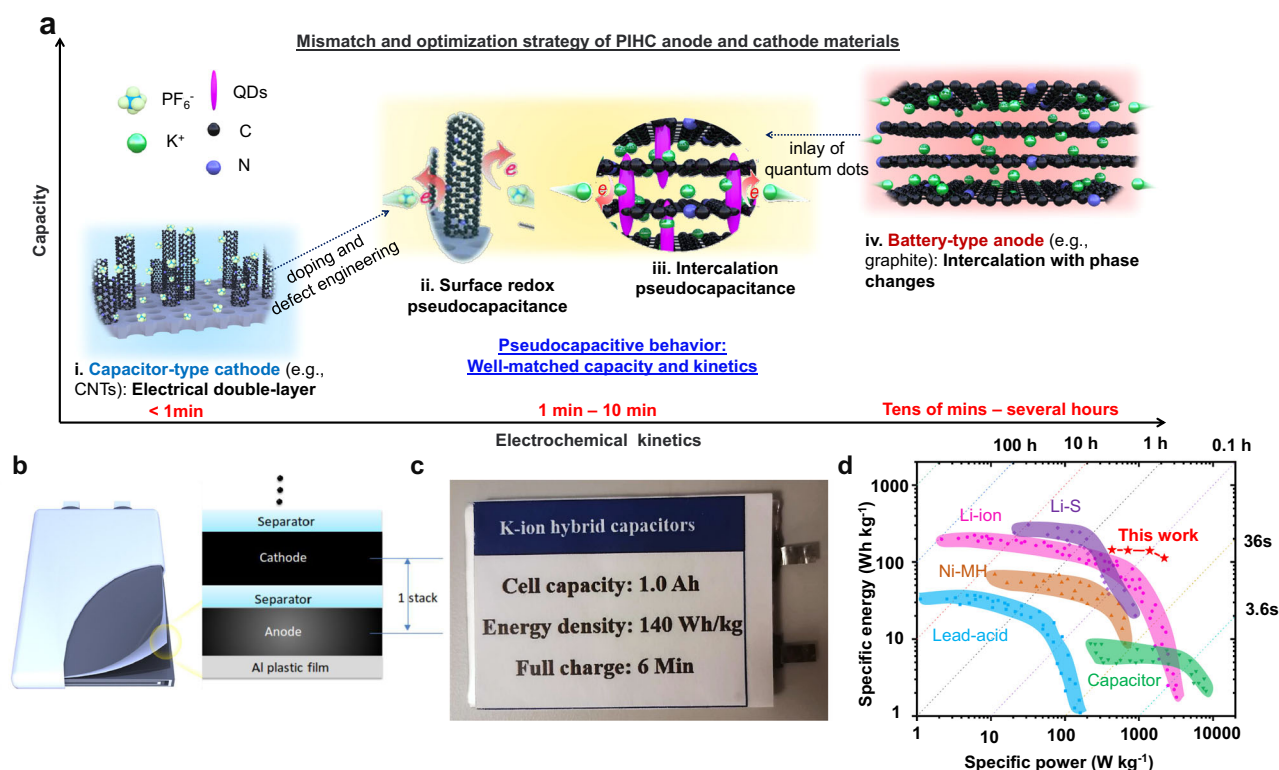 a
Mismatch and optimization strategy of PIHC anode and cathode materials
PF6-
QDs
K+
C
N
Capacity
doping and
defect engineering
e
e
e
e
inlay of
quantum dots
i. Capacitor-type cathode (e.g.,
CNTs): Electrical double-layer
ii. Surface redox
pseudocapacitance
iii. Intercalation
pseudocapacitance
iv. Battery-type anode (e.g.,
graphite): Intercalation with phase
changes
Pseudocapacitive behavior:
Well-matched capacity and kinetics
< 1min
1 min – 10 min
Tens of mins – several hours
Electrochemical kinetics
b
Separator
Cathode
Separator
Anode
Al plastic film
1 stack
c
K-ion hybrid capacitors
Cell capacity: 1.0 Ah
Energy density: 140 Wh/kg
Full charge: 6 Min
d
100 h
10 h
1 h
0.1 h
36s
3.6s
Specific energy (Wh kg-1)
1000
100
10
1
Li-ion
Li-S
This work
Ni-MH
Lead-acid
Capacitor
1
10
100
1000
10000
Specific power (W kg-1)